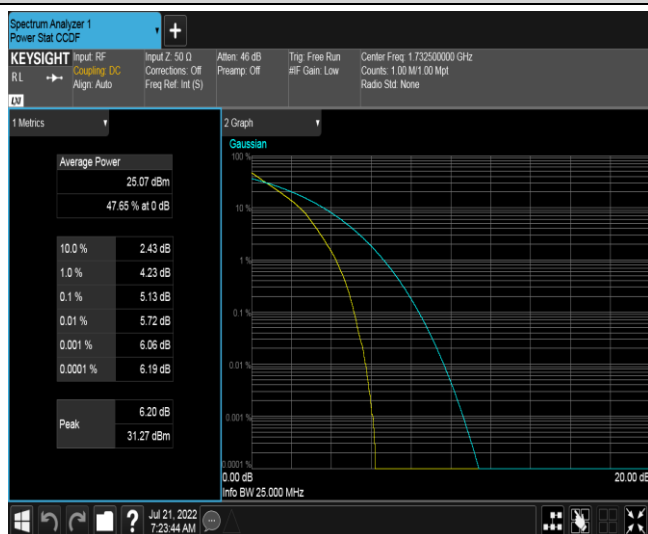 Spectrum Analyzer 1
Power Stat CCDF
KEYSIGHT
RL
LXI
Input: RF
Coupling: DC
Align: Auto
Input Z: 50 Ω
Corrections: Off
Freq Ref: Int (S)
Atten: 46 dB
Preamp: Off
Trig: Free Run
#IF Gain: Low
Center Freq: 1.732500000 GHz
Counts: 1.00 M/1.00 Mpt
Radio Std: None
1 Metrics
Average Power
25.07 dBm
47.65 % at 0 dB
10.0 % 2.43 dB
1.0 % 4.23 dB
0.1 % 5.13 dB
0.01 % 5.72 dB
0.001 % 6.06 dB
0.0001 % 6.19 dB
Peak
6.20 dB
31.27 dBm
2 Graph
Gaussian
100 %
10 %
1 %
0.1 %
0.01 %
0.001 %
0.0001 %
0.00 dB 20.00 dB
Info BW 25.000 MHz
Jul 21, 2022
7:23:44 AM